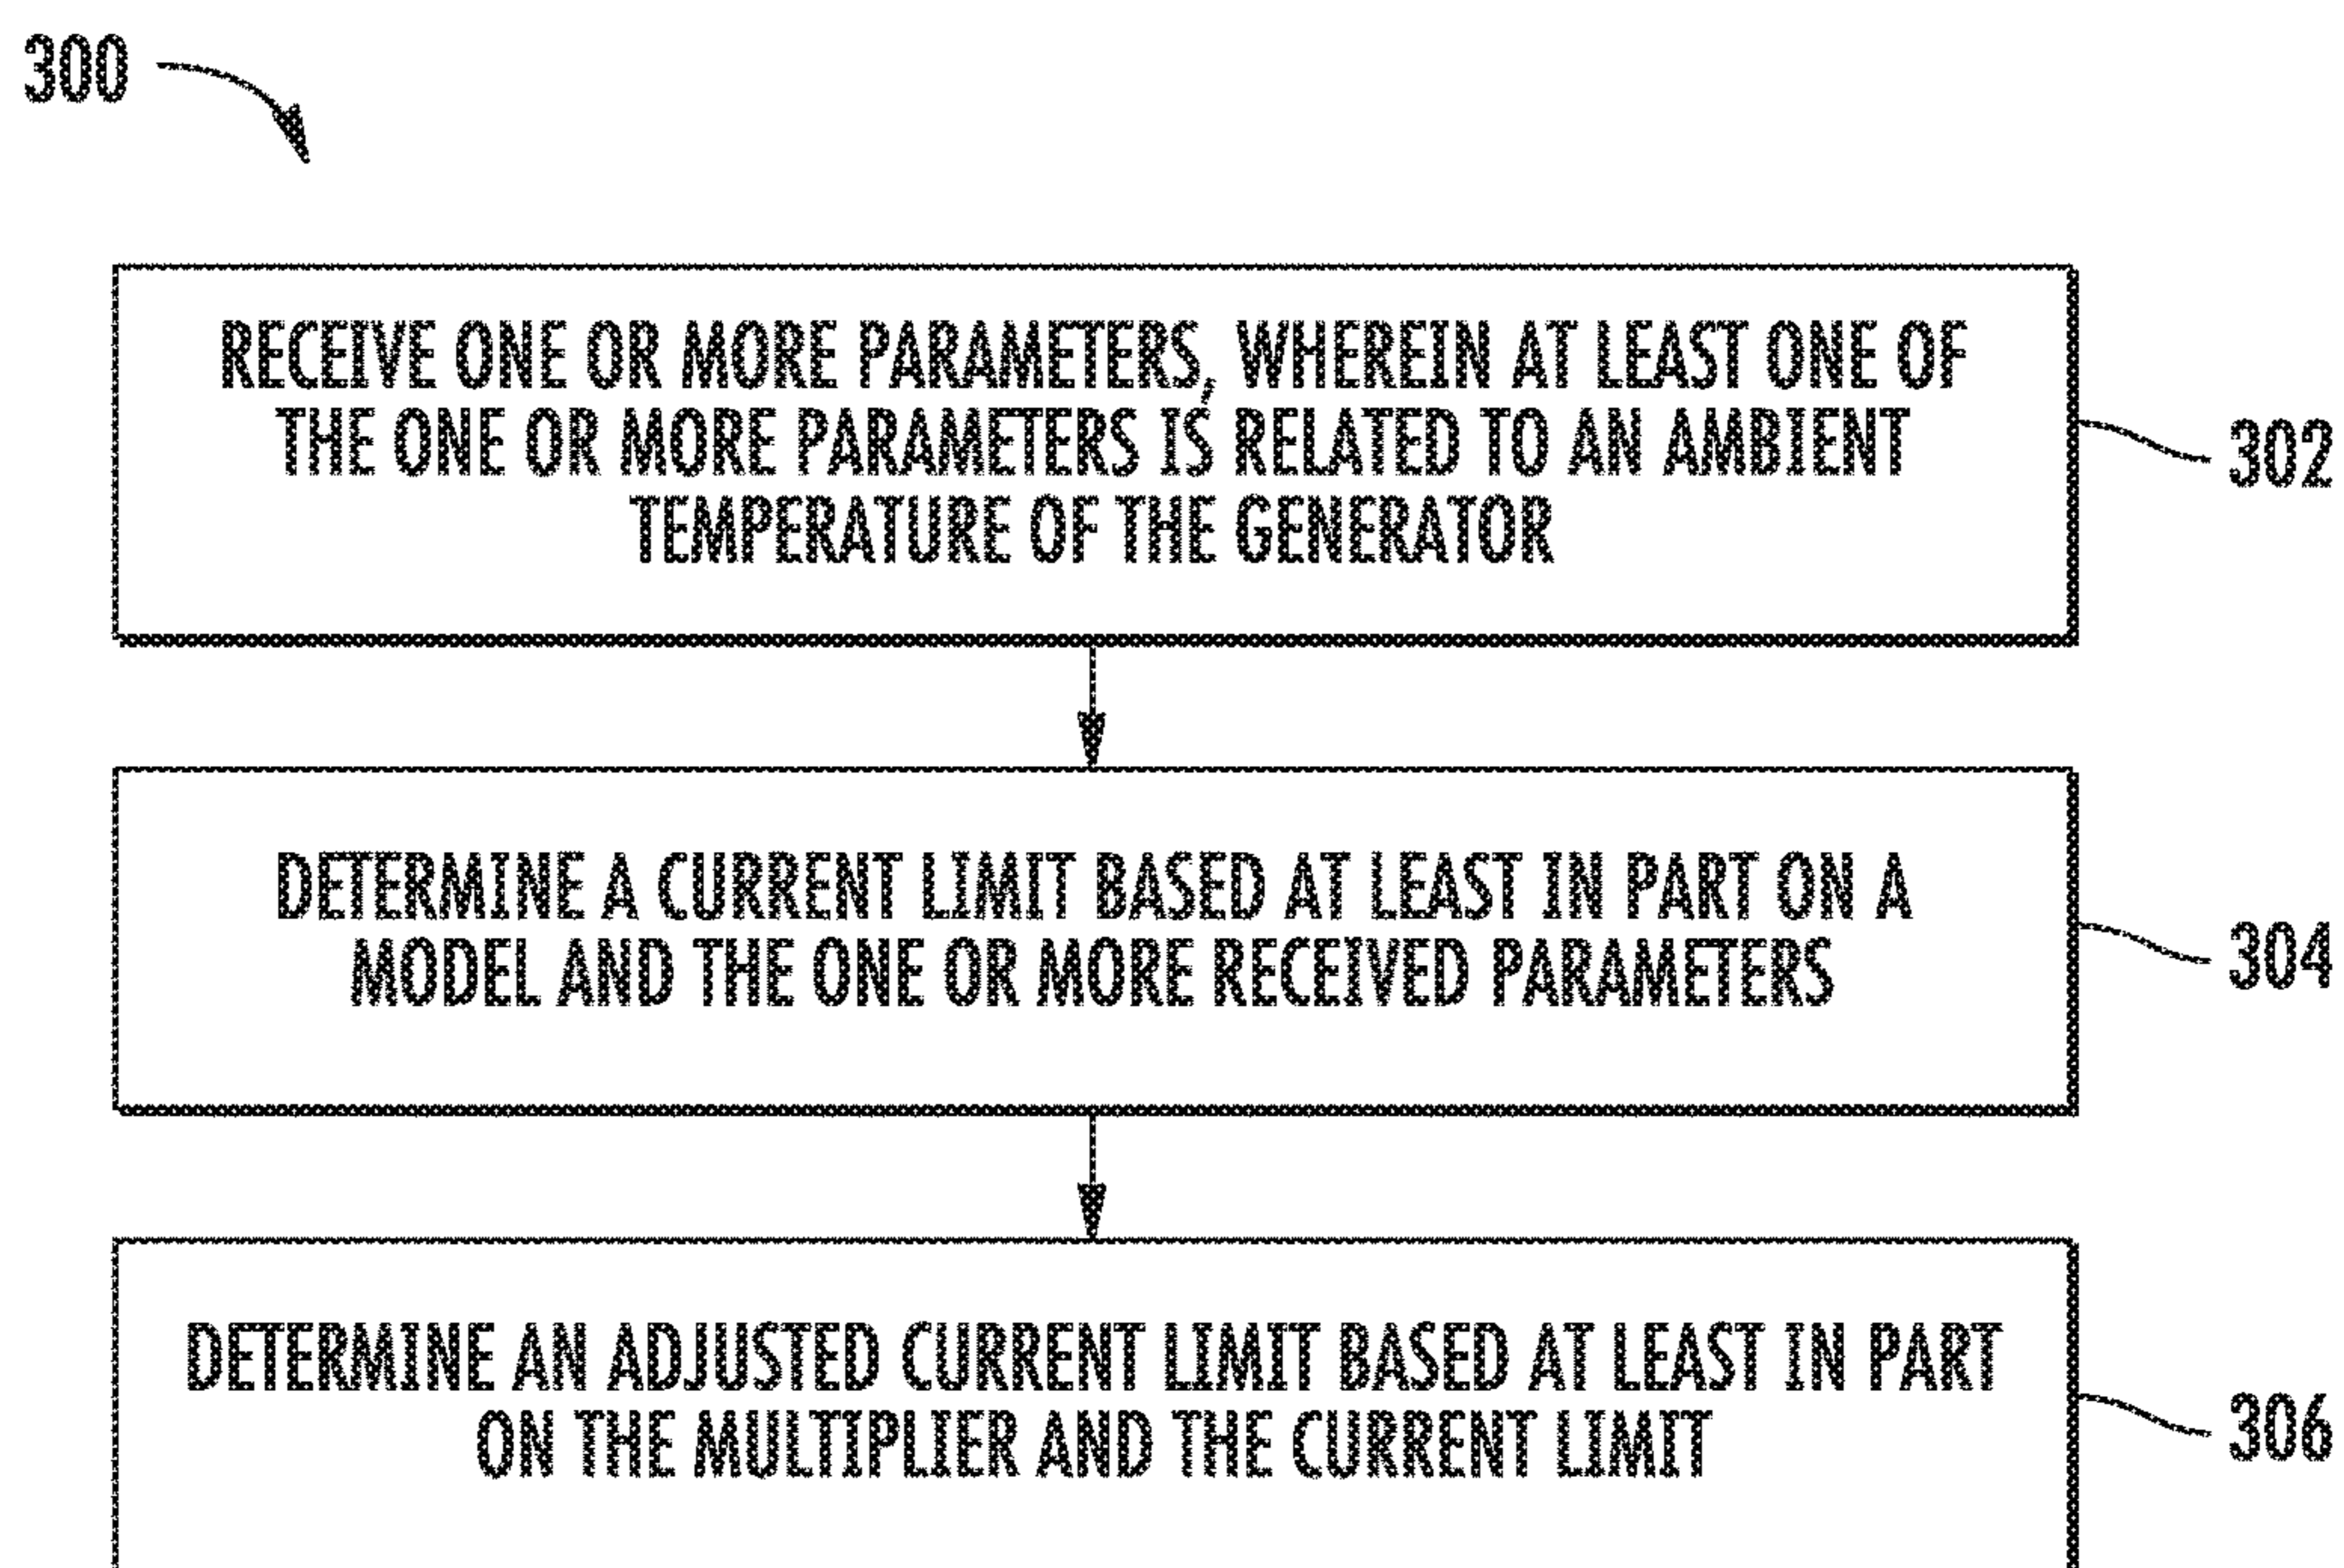 300
RECEIVE ONE OR MORE PARAMETERS, WHEREIN AT LEAST ONE OF
THE ONE OR MORE PARAMETERS IS RELATED TO AN AMBIENT
TEMPERATURE OF THE GENERATOR
302
DETERMINE A CURRENT LIMIT BASED AT LEAST IN PART ON A
MODEL AND THE ONE OR MORE RECEIVED PARAMETERS
304
DETERMINE AN ADJUSTED CURRENT LIMIT BASED AT LEAST IN PART
ON THE MULTIPLIER AND THE CURRENT LIMIT
306